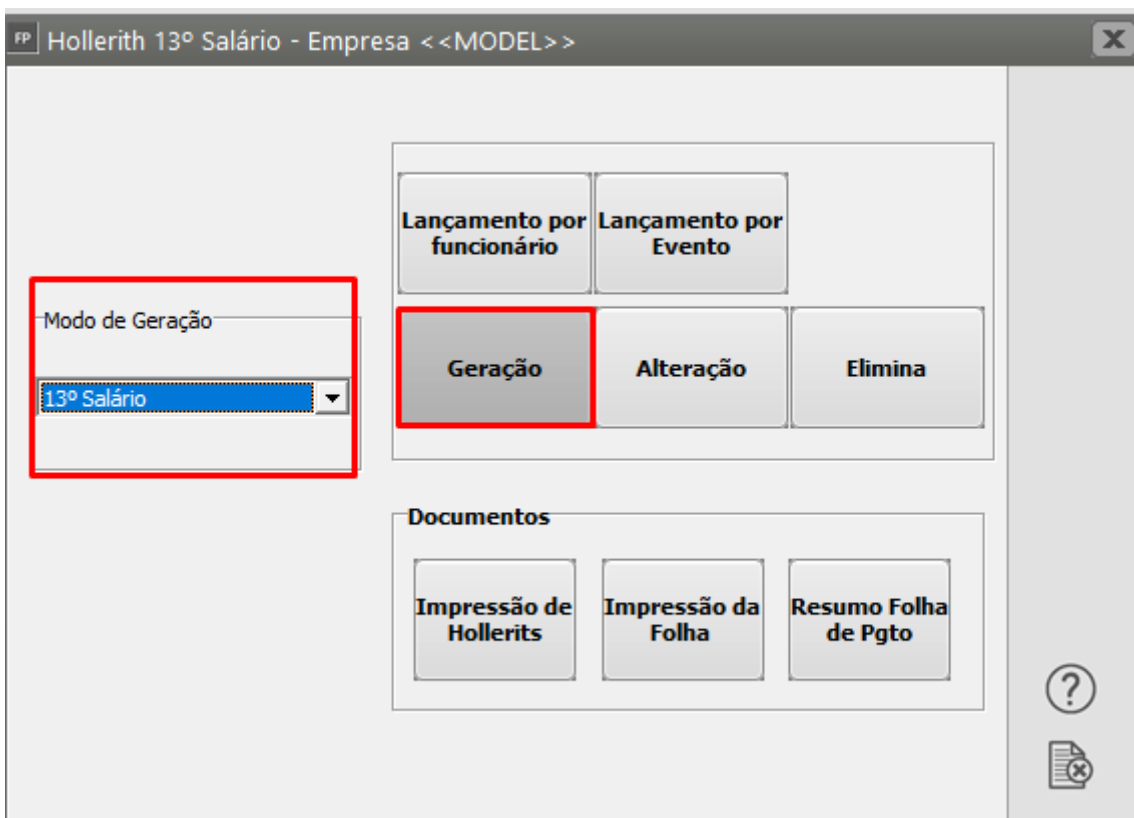 FP Hollerith 13º Salário - Empresa <<MODEL>>
Lançamento por
funcionário
Lançamento por
Evento
Modo de Geração
13º Salário
Geração
Alteração
Elimina
Documentos
Impressão de
Hollerits
Impressão da
Folha
Resumo Folha
de Pgto
?